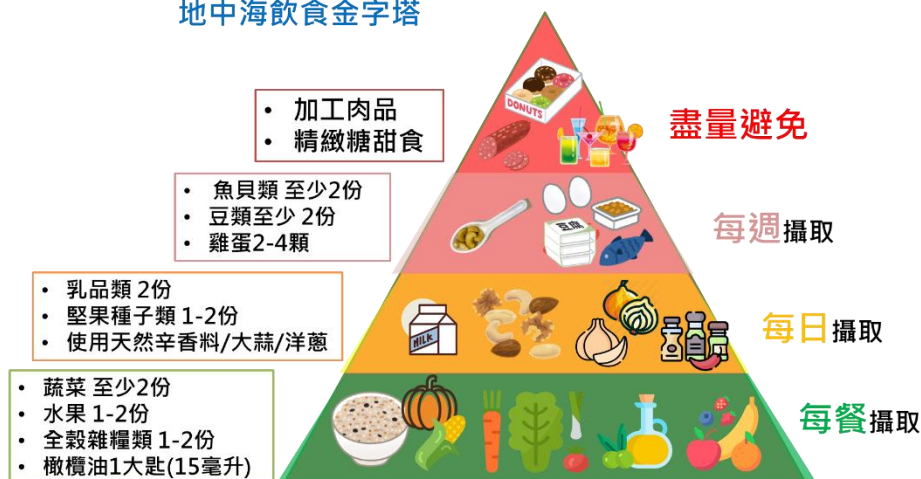 地中海飲食金字塔
DONUTS
• 加工肉品
• 精緻糖甜食
盡量避免
• 魚貝類 至少2份
• 豆類至少 2份
• 雞蛋2-4顆
豆腐
每週攝取
• 乳品類 2份
• 堅果種子類 1-2份
• 使用天然辛香料/大蒜/洋蔥
MILK
每日攝取
• 蔬菜 至少2份
• 水果 1-2份
• 全穀雜糧類 1-2份
• 橄欖油1大匙(15毫升)
每餐攝取